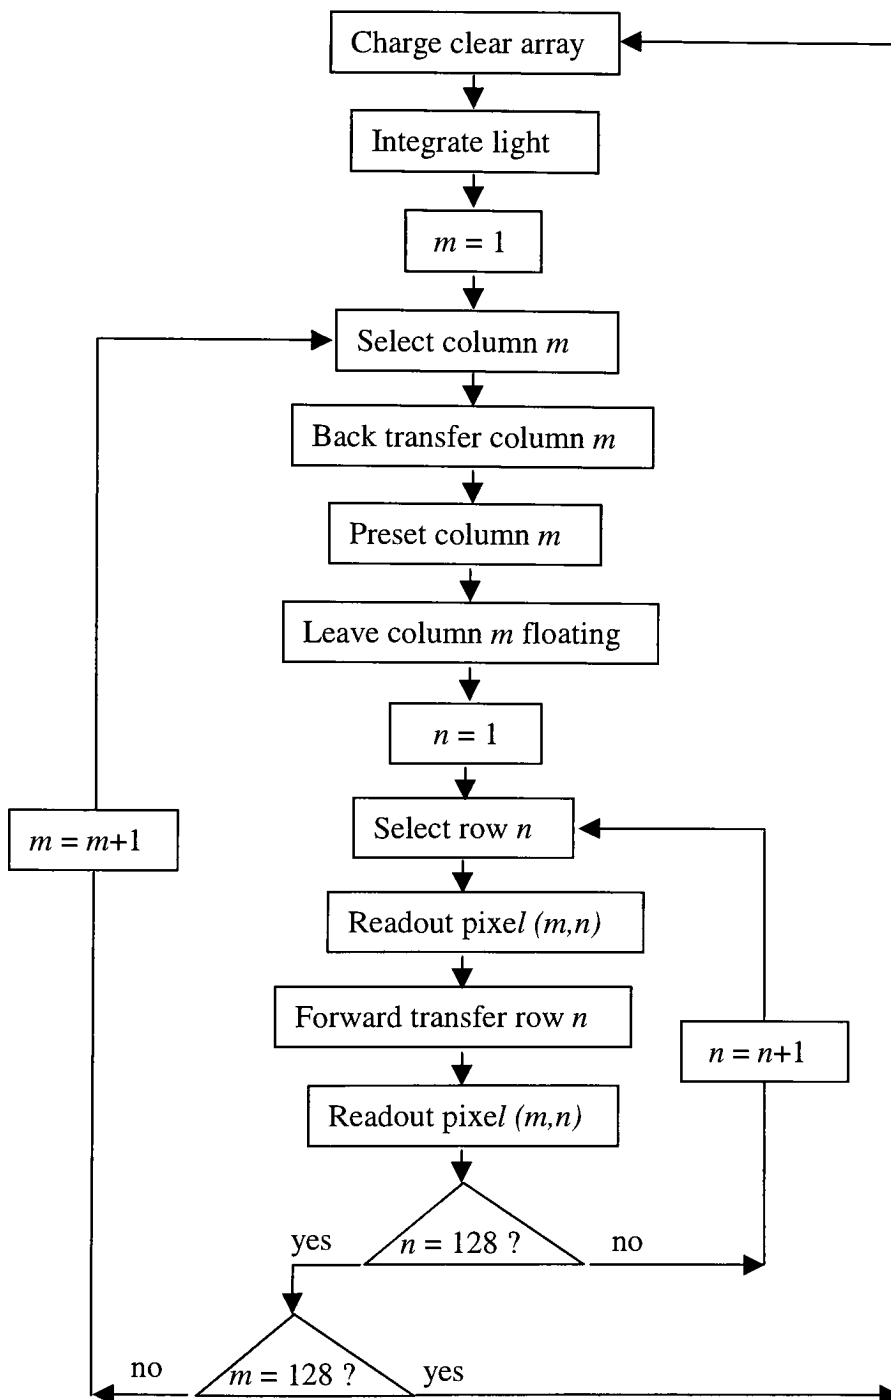 Charge clear array
Integrate light
m = 1
Select column m
Back transfer column m
Preset column m
Leave column m floating
n = 1
Select row n
m = m+1
Readout pixel (m,n)
Forward transfer row n
n = n+1
Readout pixel (m,n)
n = 128 ?
yes
no
m = 128 ?
no
yes